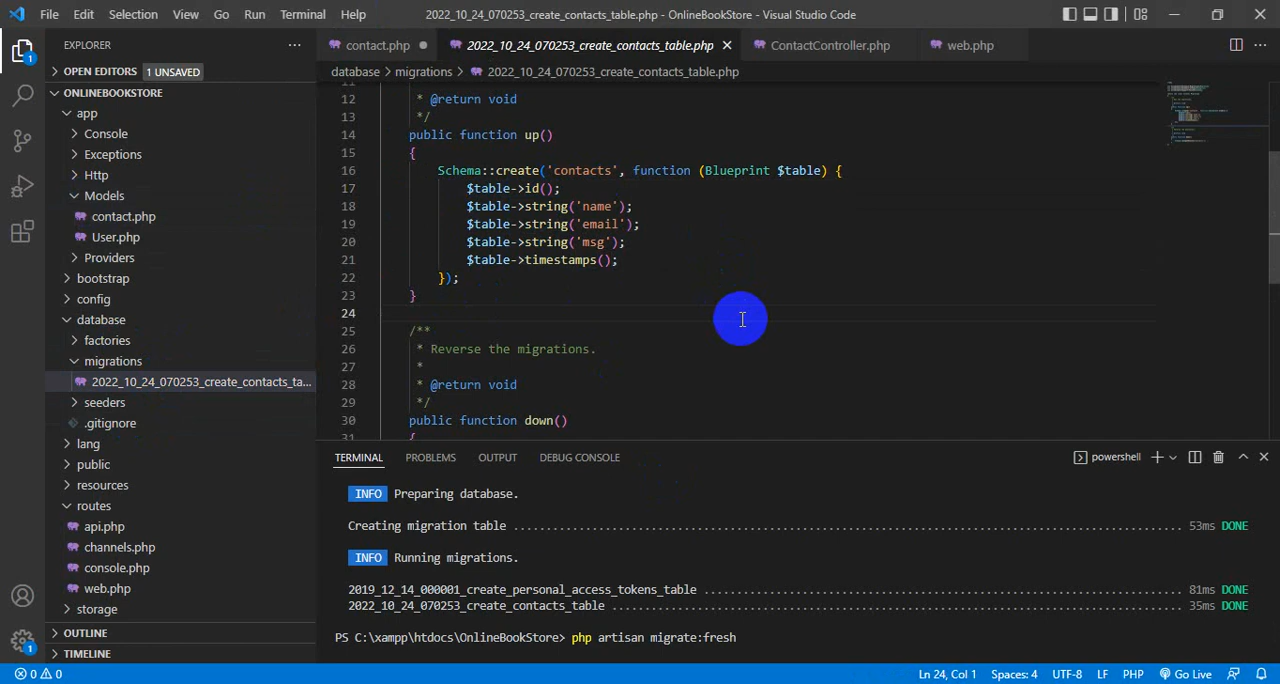 File Edit Selection View Go Run Terminal Help 2022_10_24_070253_create_contacts_table.php - OnlineBookStore - Visual Studio Code
EXPLORER
OPEN EDITORS 1 UNSAVED
ONLINEBOOKSTORE
app
Console
Exceptions
Http
Models
contact.php
User.php
Providers
bootstrap
config
database
factories
migrations
2022_10_24_070253_create_contacts_ta...
seeders
.gitignore
lang
public
resources
routes
api.php
channels.php
console.php
web.php
storage
OUTLINE
TIMELINE
contact.php 2022_10_24_070253_create_contacts_table.php ContactController.php web.php
database > migrations > 2022_10_24_070253_create_contacts_table.php
12 * @return void
13 */
14 public function up()
15 {
16 Schema::create('contacts', function (Blueprint $table) {
17 $table->id();
18 $table->string('name');
19 $table->string('email');
20 $table->string('msg');
21 $table->timestamps();
22 });
23 }
24
25 /**
26 * Reverse the migrations.
27 *
28 * @return void
29 */
30 public function down()
31 {
TERMINAL PROBLEMS OUTPUT DEBUG CONSOLE powershell
INFO Preparing database.
Creating migration table ........ 53ms DONE
INFO Running migrations.
2019_12_14_000001_create_personal_access_tokens_table ........ 81ms DONE
2022_10_24_070253_create_contacts_table ........ 35ms DONE
PS C:\xampp\htdocs\OnlineBookStore> php artisan migrate:fresh
0 0 Ln 24, Col 1 Spaces: 4 UTF-8 LF PHP Go Live